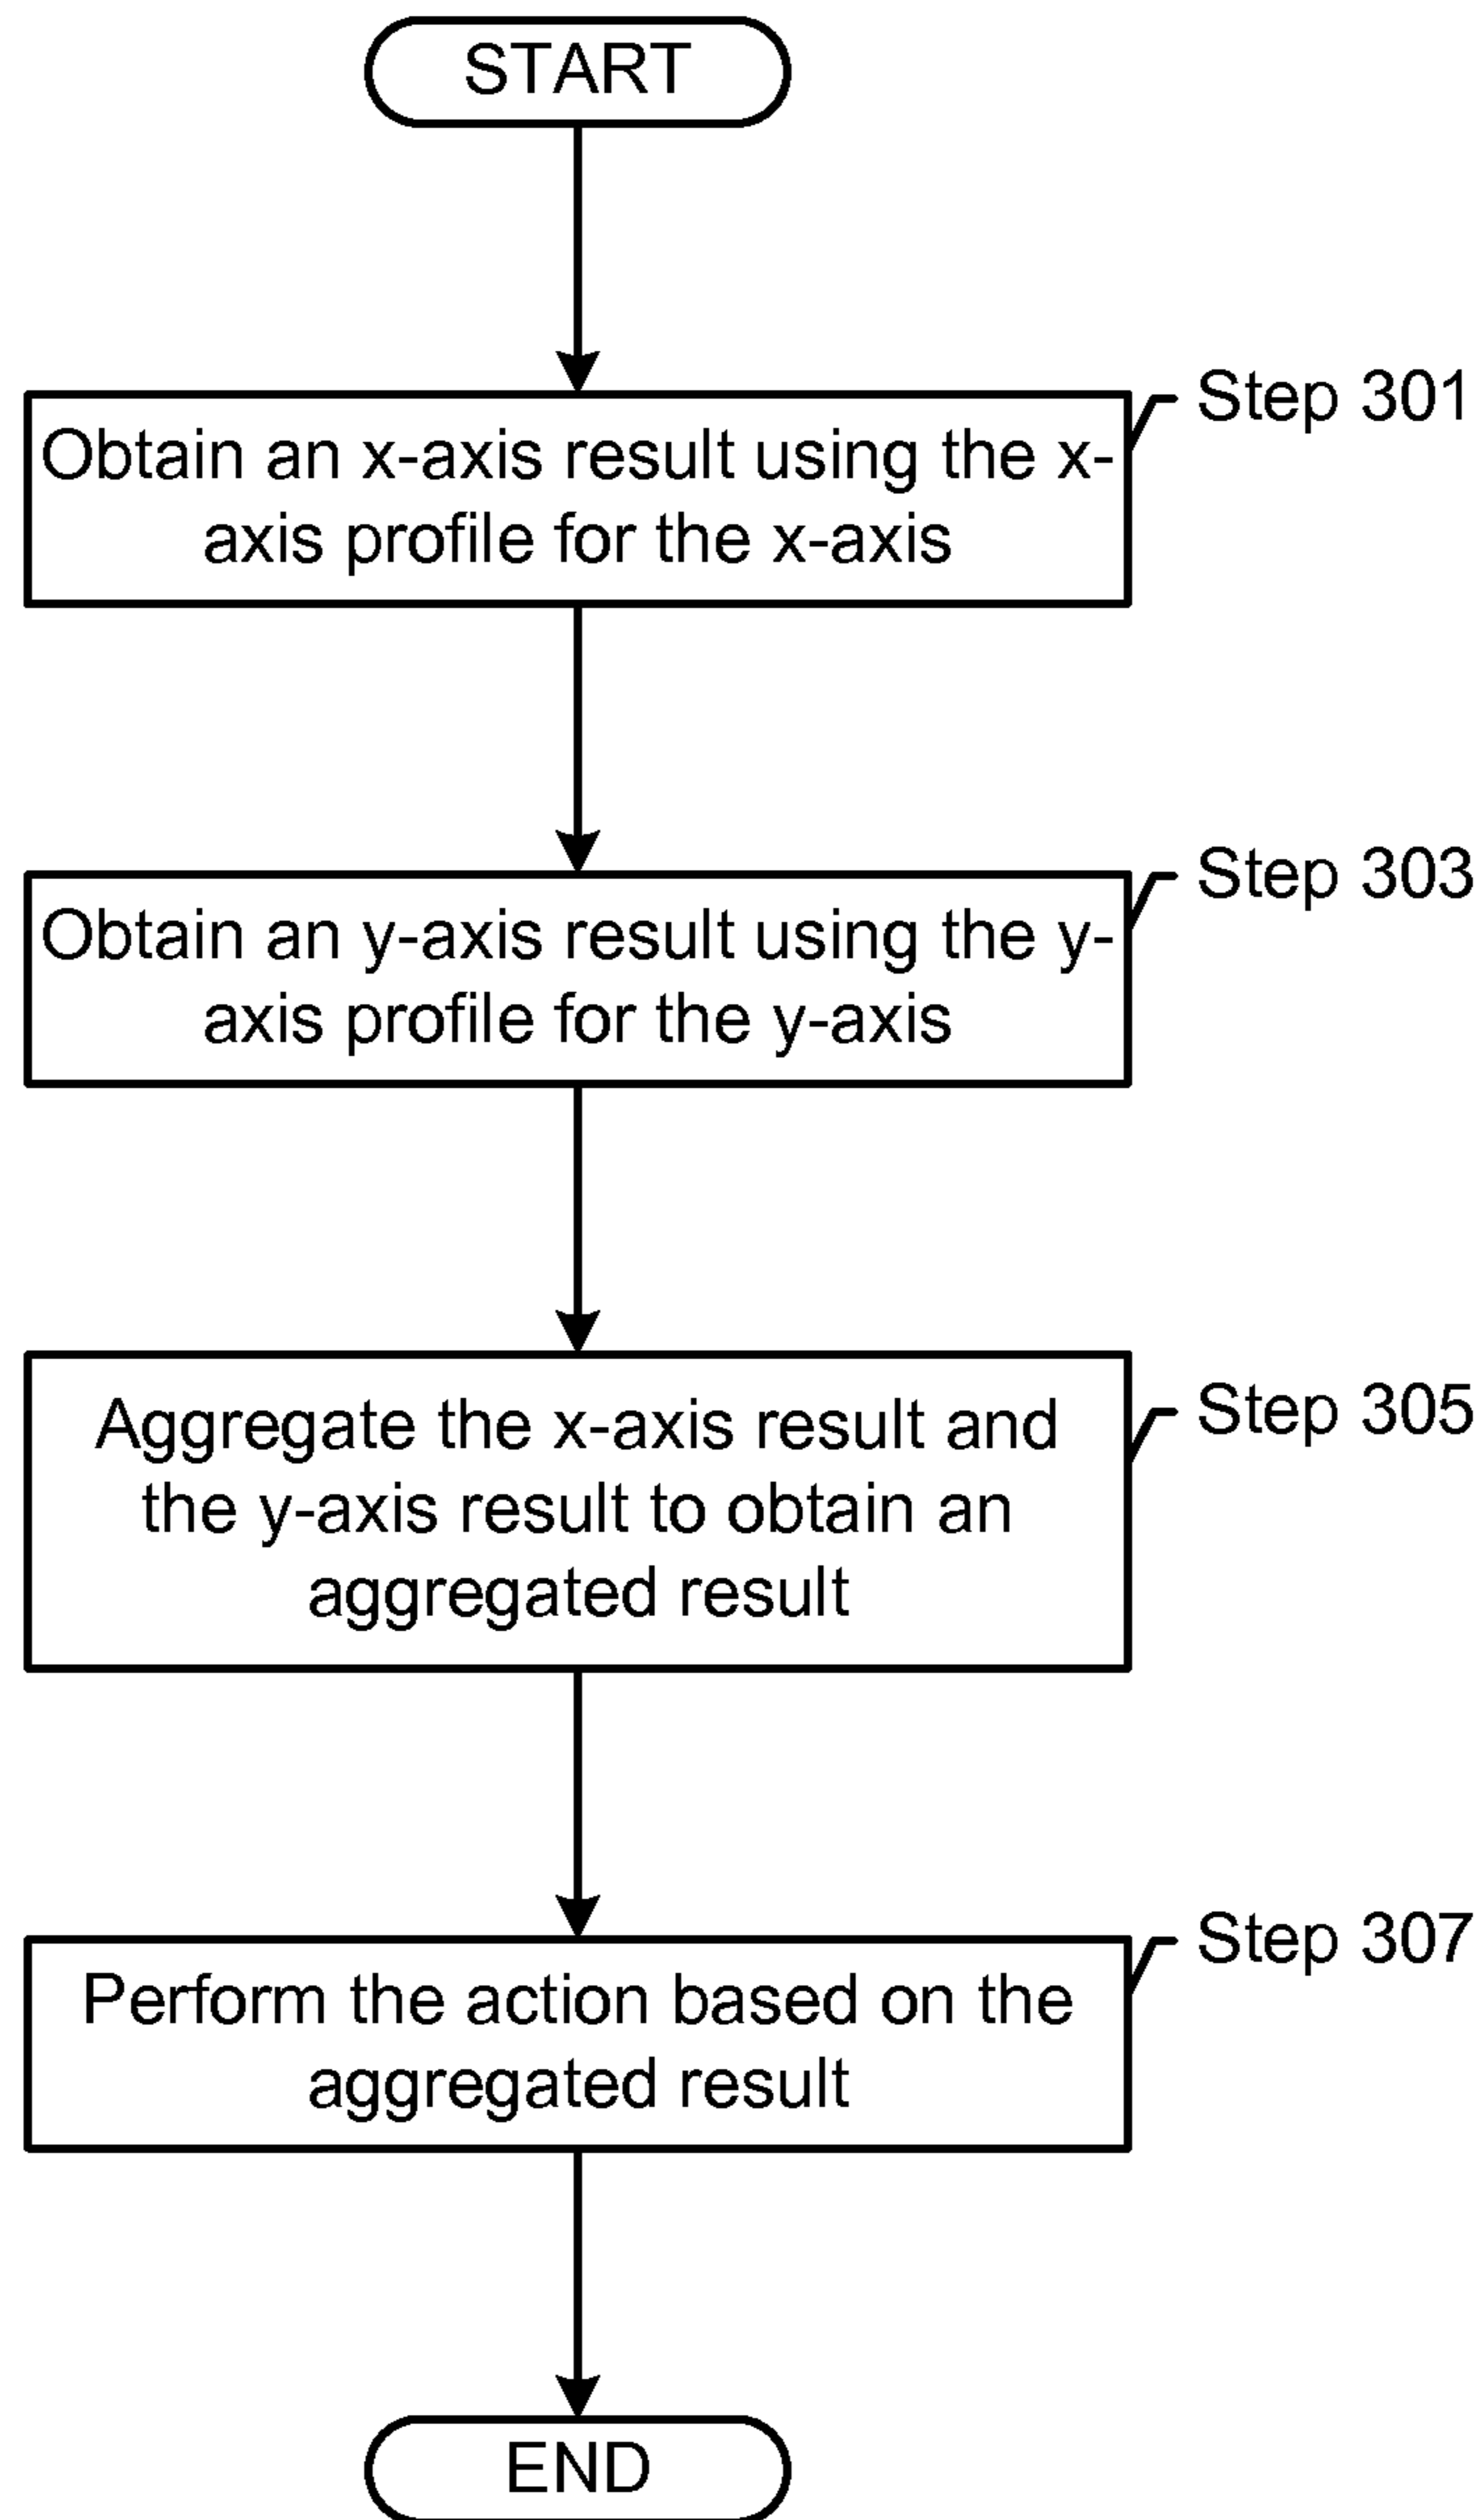 START
Step 301
Obtain an x-axis result using the x-
axis profile for the x-axis
Step 303
Obtain an y-axis result using the y-
axis profile for the y-axis
Step 305
Aggregate the x-axis result and
the y-axis result to obtain an
aggregated result
Step 307
Perform the action based on the
aggregated result
END